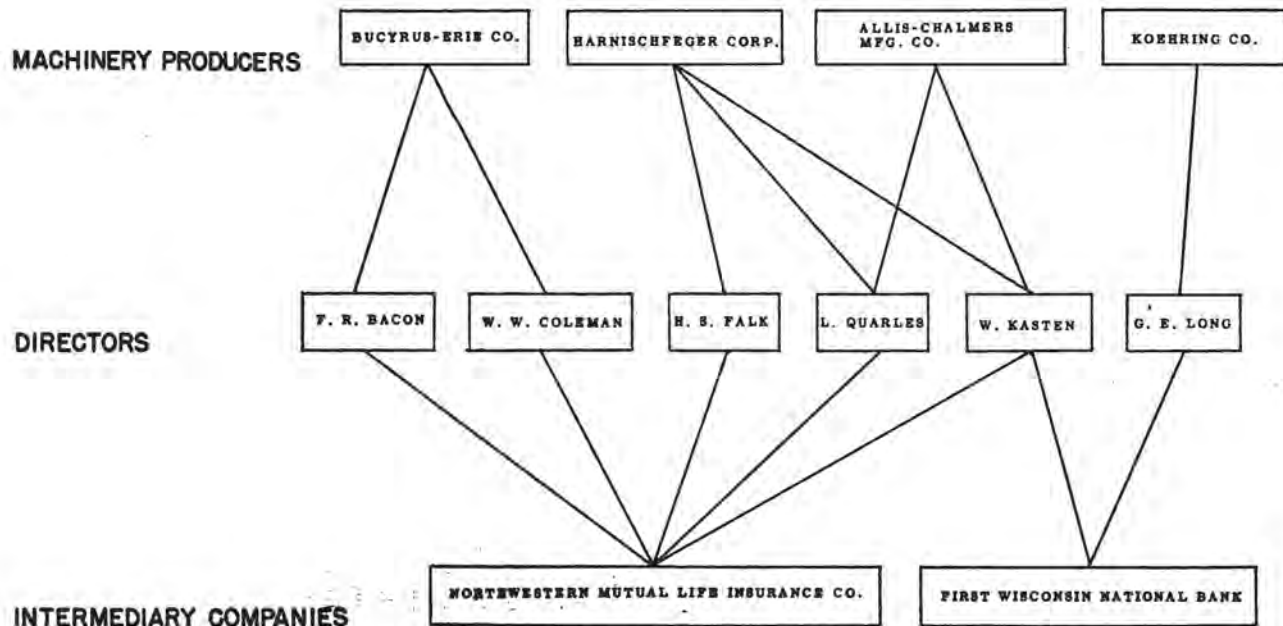 MACHINERY PRODUCERS
BUCYRUS-ERIE CO.
HARNISCHFEGER CORP.
ALLIS-CHALMERS
MFG. CO.
KOEHRING CO.
DIRECTORS
F. R. BACON
W. W. COLEMAN
H. S. FALK
L. QUARLES
W. KASTEN
G. E. LONG
INTERMEDIARY COMPANIES
NORTHWESTERN MUTUAL LIFE INSURANCE CO.
FIRST WISCONSIN NATIONAL BANK